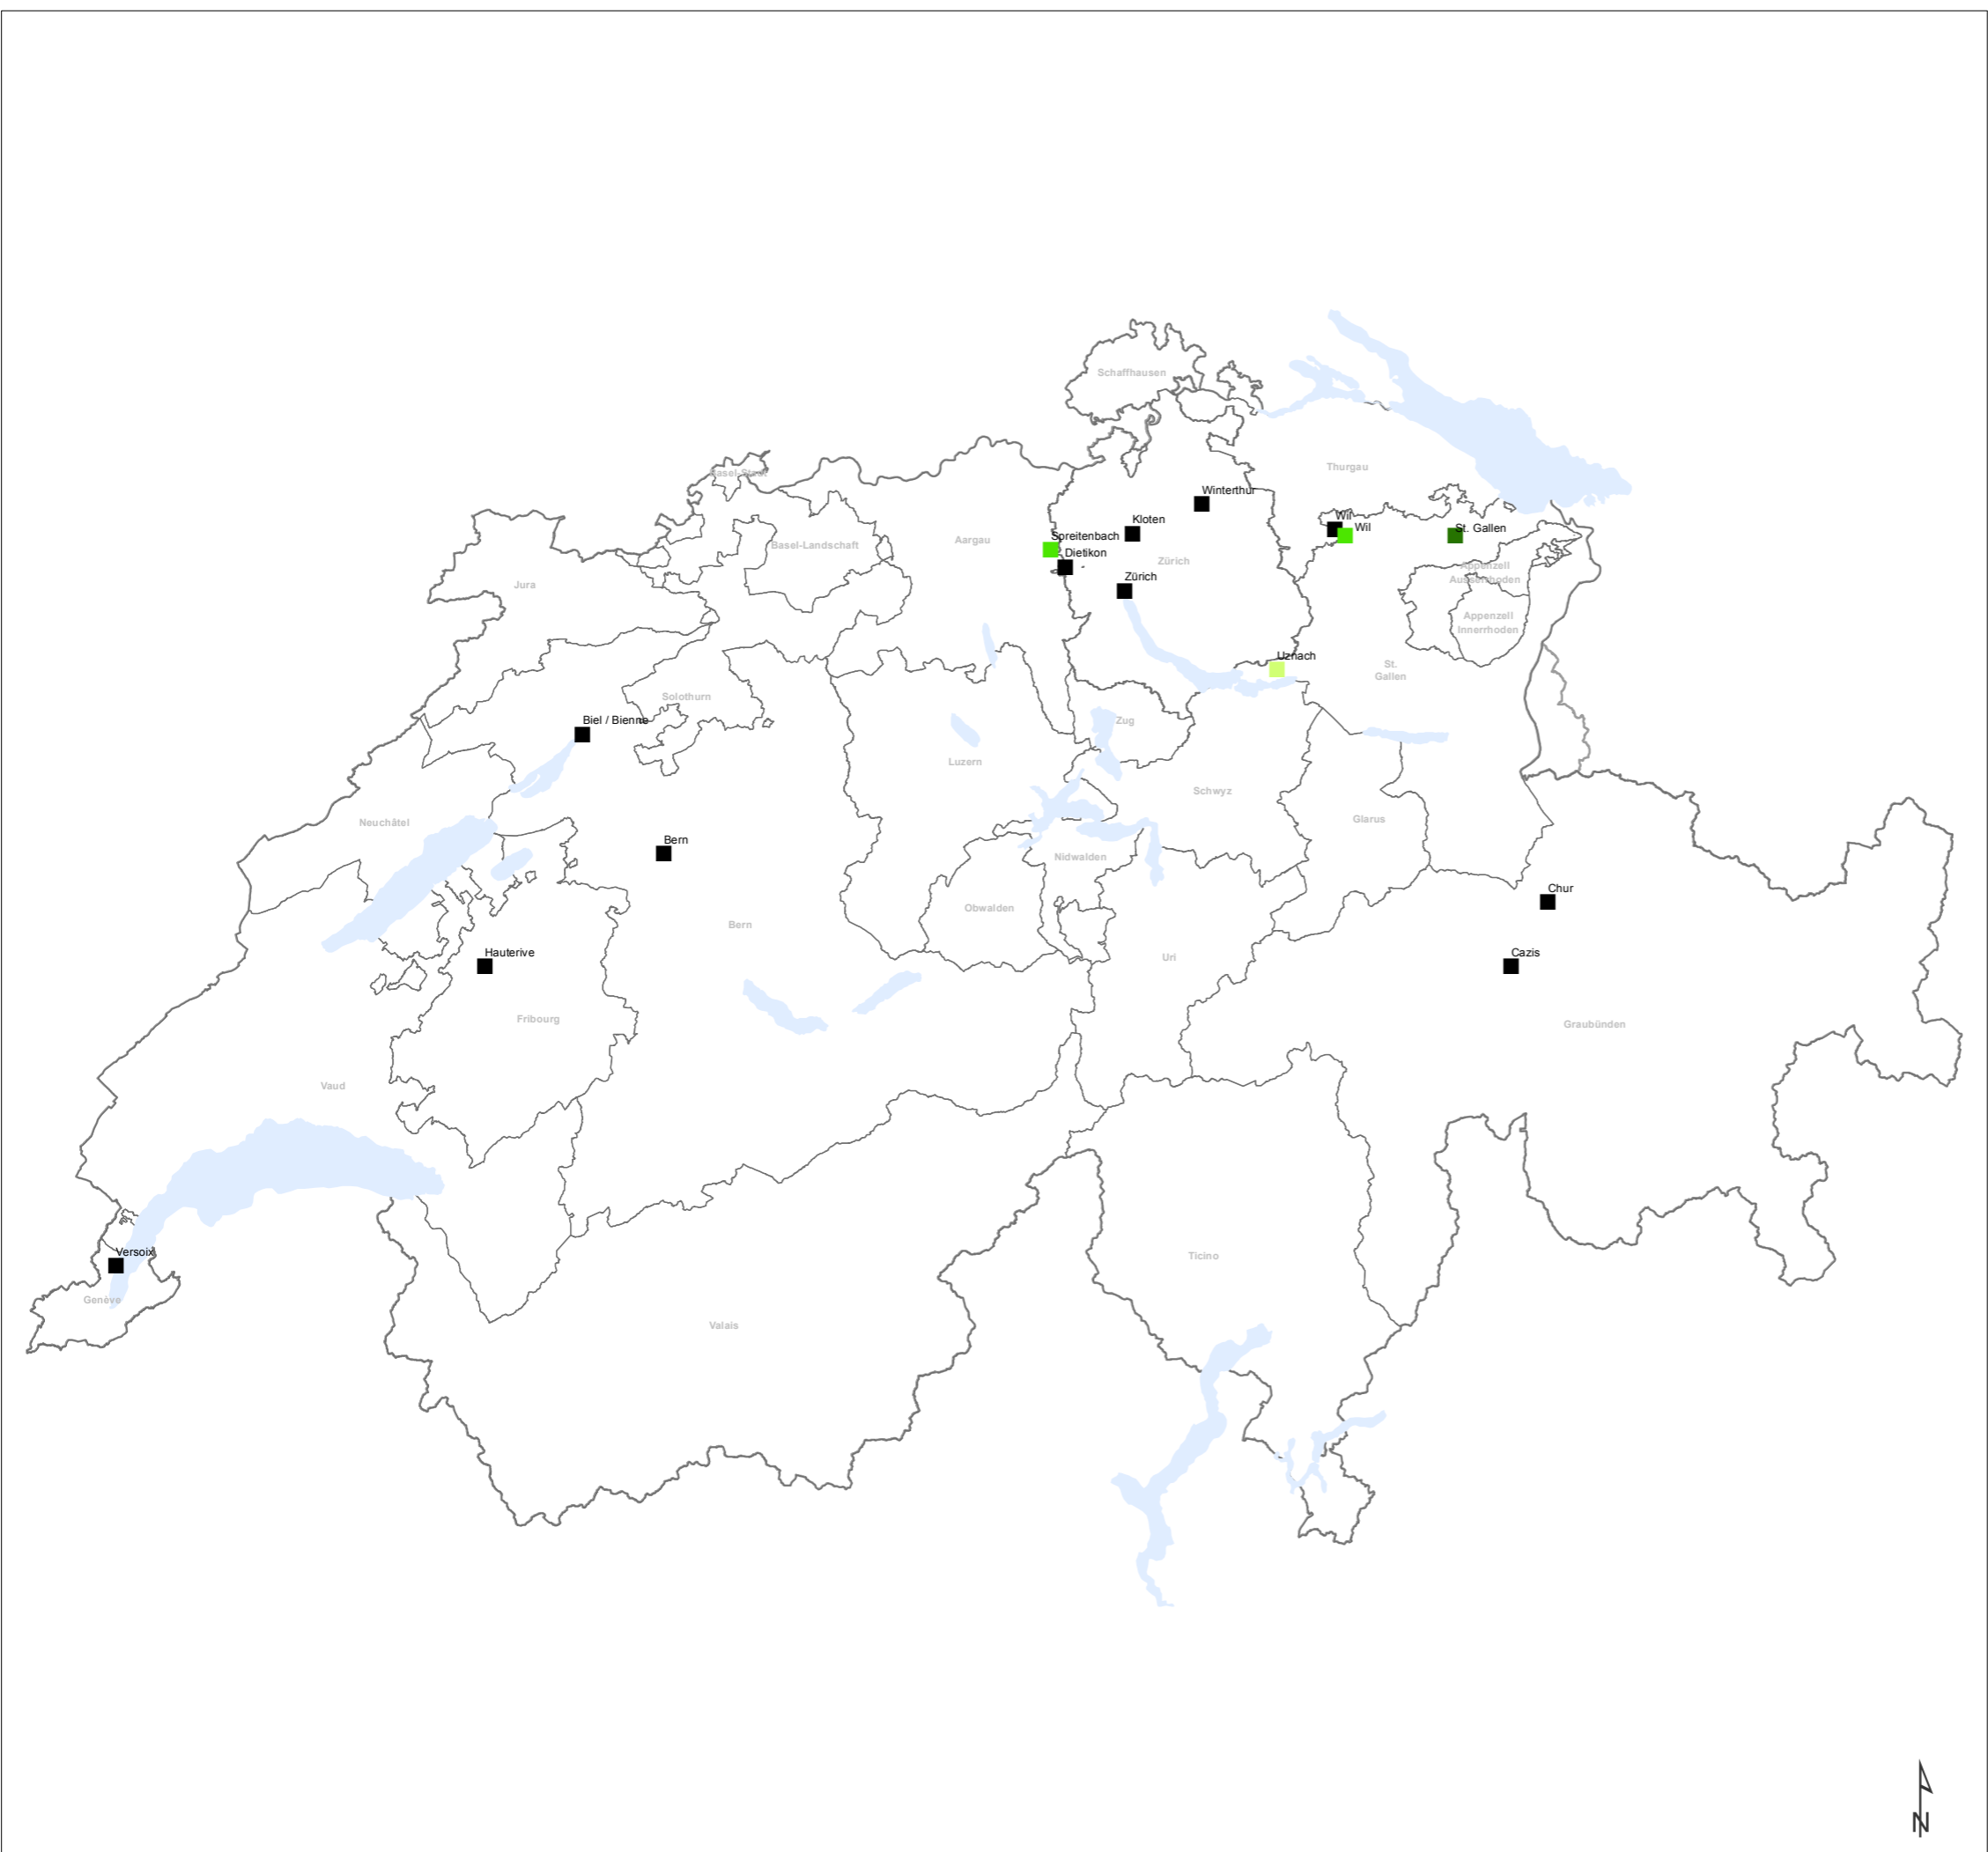 Schaffhausen
Thurgau
Basel-Stadt
Winterthur
Wil
Wil
St. Gallen
Kloten
Spreitenbach
Dietikon
Aargau
Basel-Landschaft
Zürich
Zürich
Appenzell
Ausserrhoden
Jura
Appenzell
Innerrhoden
Uznach
St.
Gallen
Solothurn
Biel / Bienne
Zug
Luzern
Schwyz
Glarus
Neuchâtel
Bern
Nidwalden
Chur
Obwalden
Bern
Hauterive
Cazis
Uri
Fribourg
Graubünden
Vaud
Versoix
Ticino
Genève
Valais
N